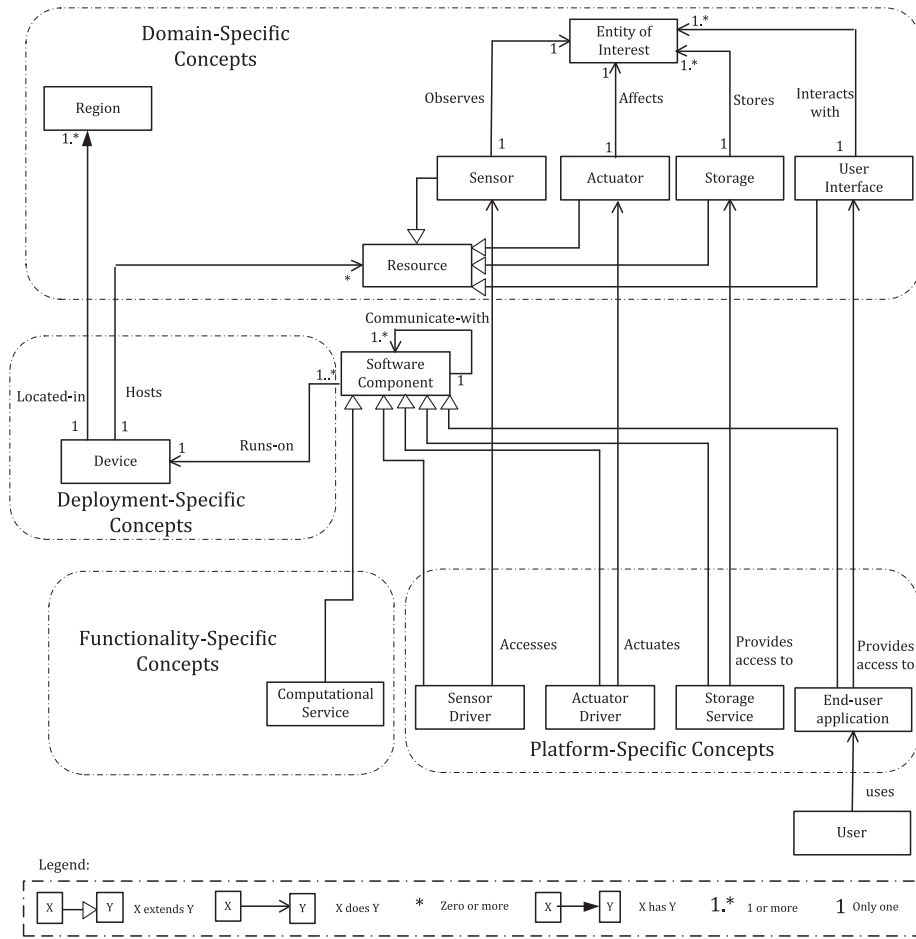 Domain-Specific
Concepts
Region
1.*
Entity of
Interest
1
1
1.*
1.*
Observes
Affects
Stores
Interacts
with
1
1
1
1
Sensor
Actuator
Storage
User
Interface
Resource
*
Communicate-with
1.*
Software
Component
1
1..*
Located-in
Hosts
1
1
1
Runs-on
Device
Deployment-Specific
Concepts
Functionality-Specific
Concepts
Computational
Service
Accesses
Actuates
Provides
access to
Provides
access to
Sensor
Driver
Actuator
Driver
Storage
Service
End-user
application
Platform-Specific Concepts
uses
User
Legend:
X Y X extends Y
X Y X does Y
* Zero or more
X Y X has Y
1.* 1 or more
1 Only one